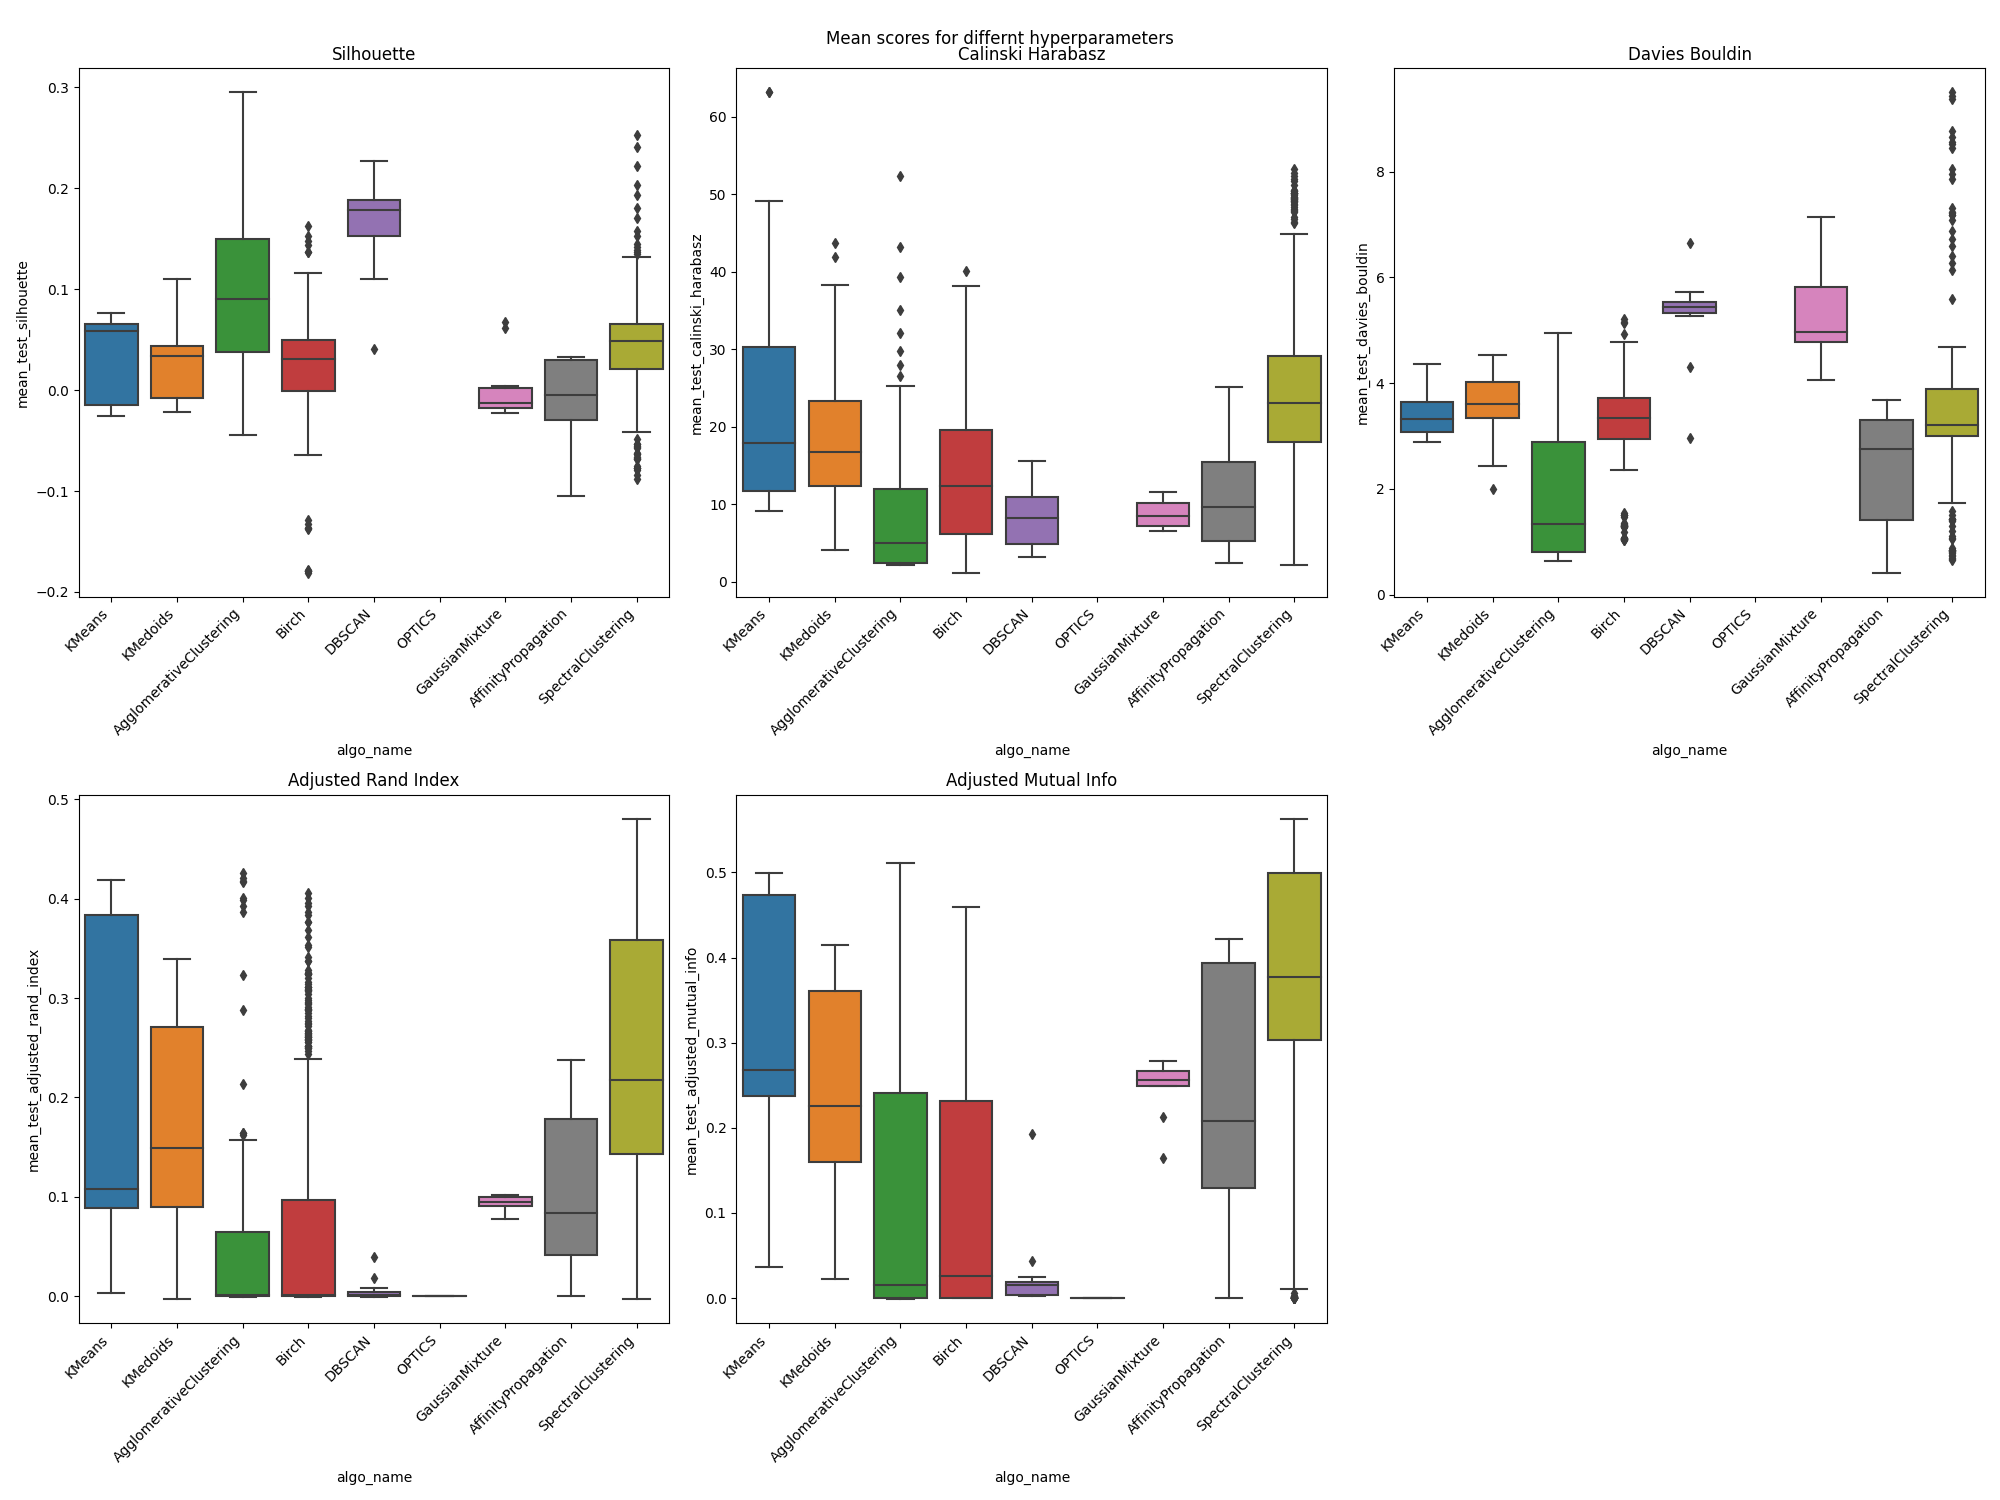 Mean scores for differnt hyperparameters
Silhouette
mean_test_silhouette
0.3
0.2
0.1
0.0
−0.1
−0.2
KMeans
KMedoids
AgglomerativeClustering
Birch
DBSCAN
OPTICS
GaussianMixture
AffinityPropagation
SpectralClustering
algo_name
Calinski Harabasz
mean_test_calinski_harabasz
60
50
40
30
20
10
0
KMeans
KMedoids
AgglomerativeClustering
Birch
DBSCAN
OPTICS
GaussianMixture
AffinityPropagation
SpectralClustering
algo_name
Davies Bouldin
mean_test_davies_bouldin
8
6
4
2
0
KMeans
KMedoids
AgglomerativeClustering
Birch
DBSCAN
OPTICS
GaussianMixture
AffinityPropagation
SpectralClustering
algo_name
Adjusted Rand Index
mean_test_adjusted_rand_index
0.5
0.4
0.3
0.2
0.1
0.0
KMeans
KMedoids
AgglomerativeClustering
Birch
DBSCAN
OPTICS
GaussianMixture
AffinityPropagation
SpectralClustering
algo_name
Adjusted Mutual Info
mean_test_adjusted_mutual_info
0.5
0.4
0.3
0.2
0.1
0.0
KMeans
KMedoids
AgglomerativeClustering
Birch
DBSCAN
OPTICS
GaussianMixture
AffinityPropagation
SpectralClustering
algo_name